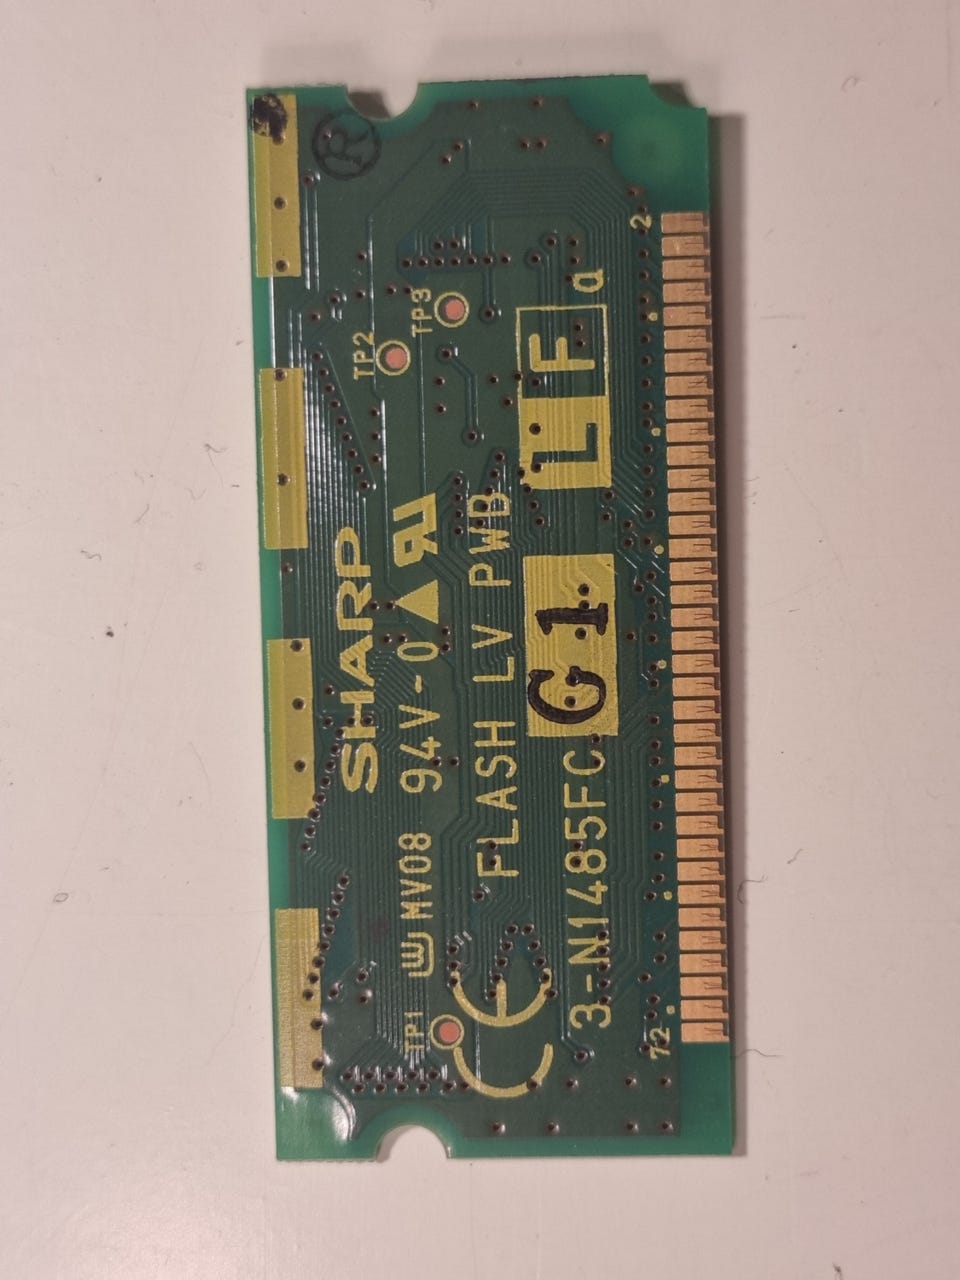 SHARP
MV08 94V-0
FLASH LV PWB
3-N1485FC G1 LF a
TP1
TP2
TP3
R
72
2